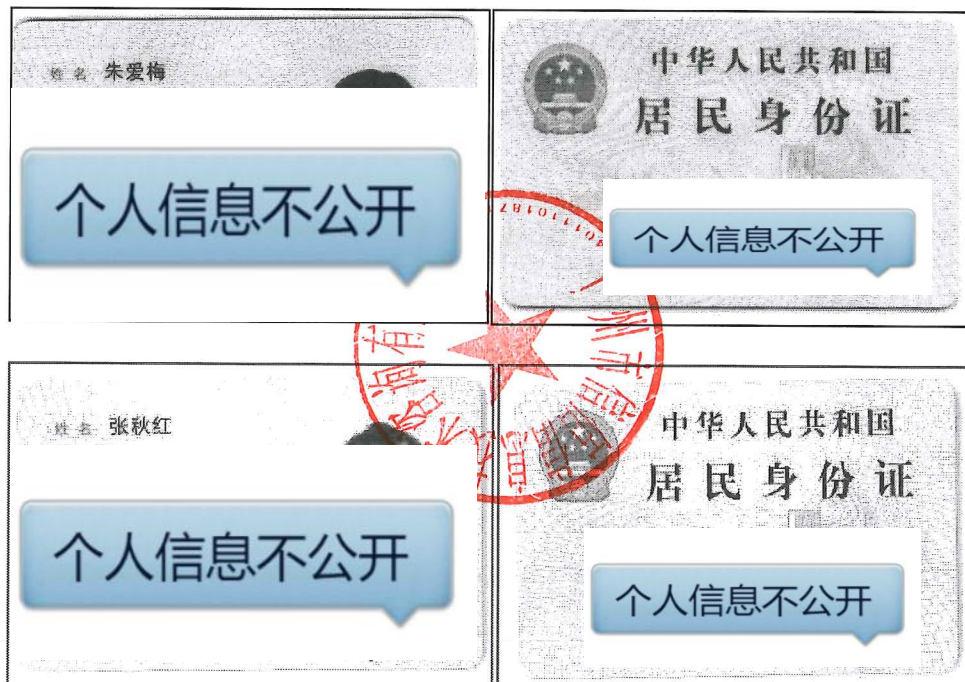 姓名 朱爱梅
个人信息不公开
中华人民共和国
居民身份证
个人信息不公开
姓名 张秋红
个人信息不公开
中华人民共和国
居民身份证
个人信息不公开